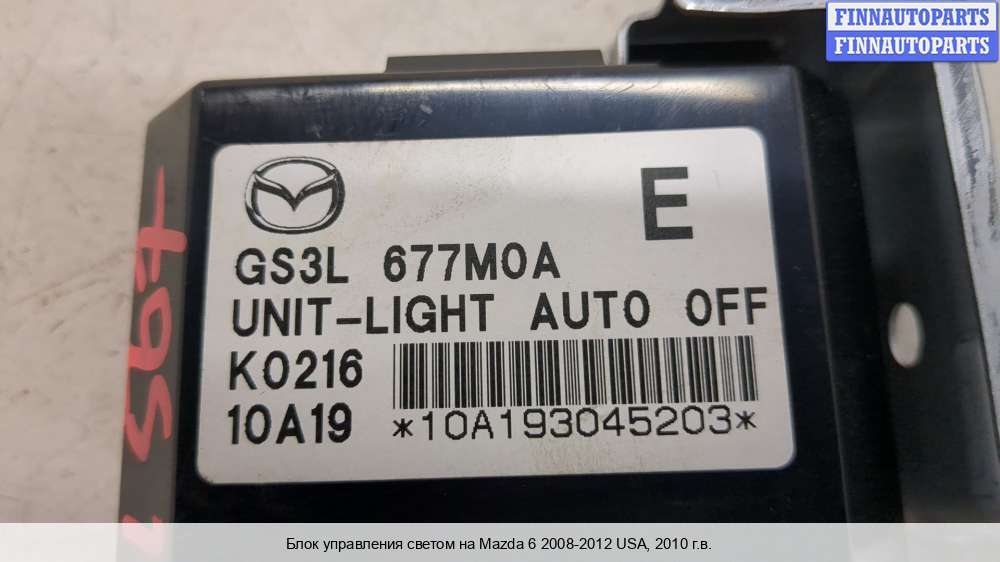 FINNAUTOPARTS
FINNAUTOPARTS
E
GS3L 677M0A
UNIT-LIGHT AUTO OFF
K0216
10A19 *10A193045203*
Блок управления светом на Mazda 6 2008-2012 USA, 2010 г.в.